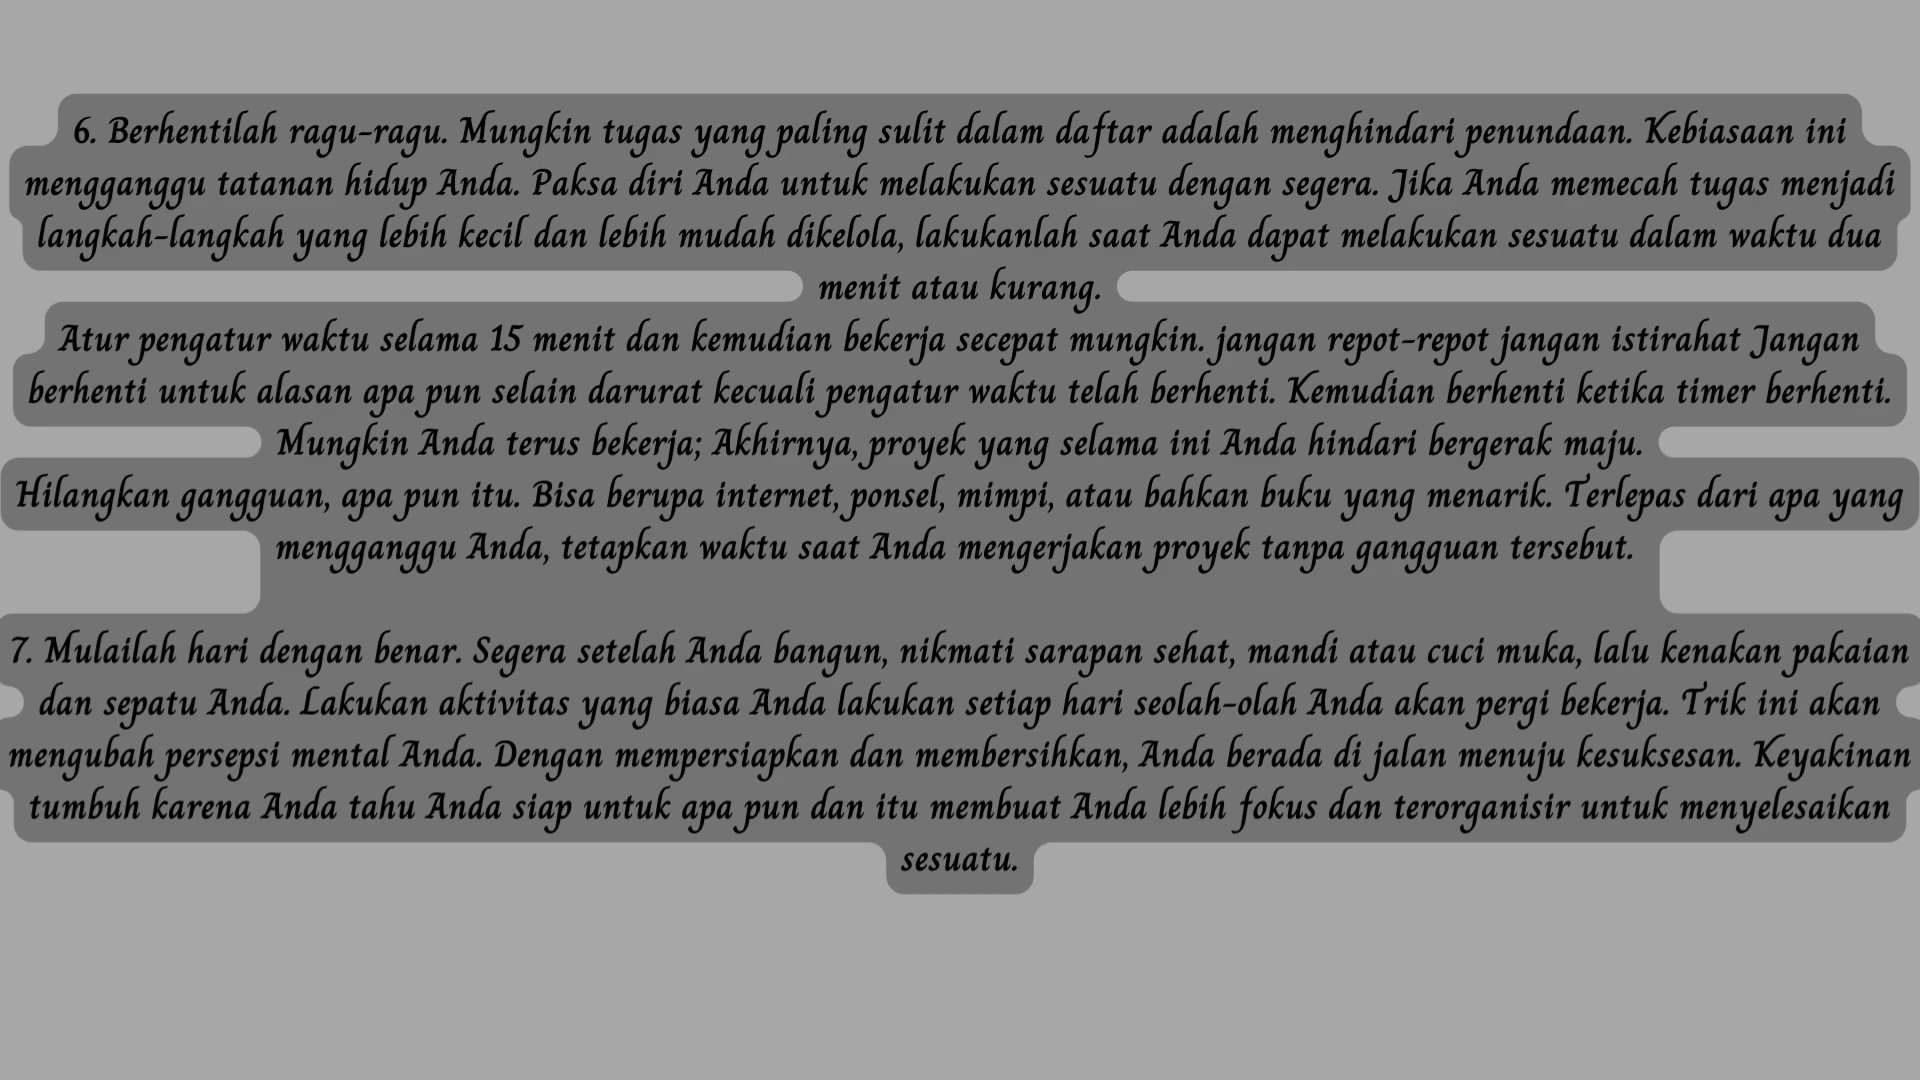 6. Berhentilah ragu-ragu. Mungkin tugas yang paling sulit dalam daftar adalah menghindari penundaan. Kebiasaan ini
mengganggu tatanan hidup Anda. Paksa diri Anda untuk melakukan sesuatu dengan segera. Jika Anda memecah tugas menjadi
langkah-langkah yang lebih kecil dan lebih mudah dikelola, lakukanlah saat Anda dapat melakukan sesuatu dalam waktu dua
menit atau kurang.
Atur pengatur waktu selama 15 menit dan kemudian bekerja secepat mungkin. jangan repot-repot jangan istirahat Jangan
berhenti untuk alasan apa pun selain darurat kecuali pengatur waktu telah berhenti. Kemudian berhenti ketika timer berhenti.
Mungkin Anda terus bekerja; Akhirnya, proyek yang selama ini Anda hindari bergerak maju.
Hilangkan gangguan, apa pun itu. Bisa berupa internet, ponsel, mimpi, atau bahkan buku yang menarik. Terlepas dari apa yang
mengganggu Anda, tetapkan waktu saat Anda mengerjakan proyek tanpa gangguan tersebut.
7. Mulailah hari dengan benar. Segera setelah Anda bangun, nikmati sarapan sehat, mandi atau cuci muka, lalu kenakan pakaian
dan sepatu Anda. Lakukan aktivitas yang biasa Anda lakukan setiap hari seolah-olah Anda akan pergi bekerja. Trik ini akan
mengubah persepsi mental Anda. Dengan mempersiapkan dan membersihkan, Anda berada di jalan menuju kesuksesan. Keyakinan
tumbuh karena Anda tahu Anda siap untuk apa pun dan itu membuat Anda lebih fokus dan terorganisir untuk menyelesaikan
sesuatu.